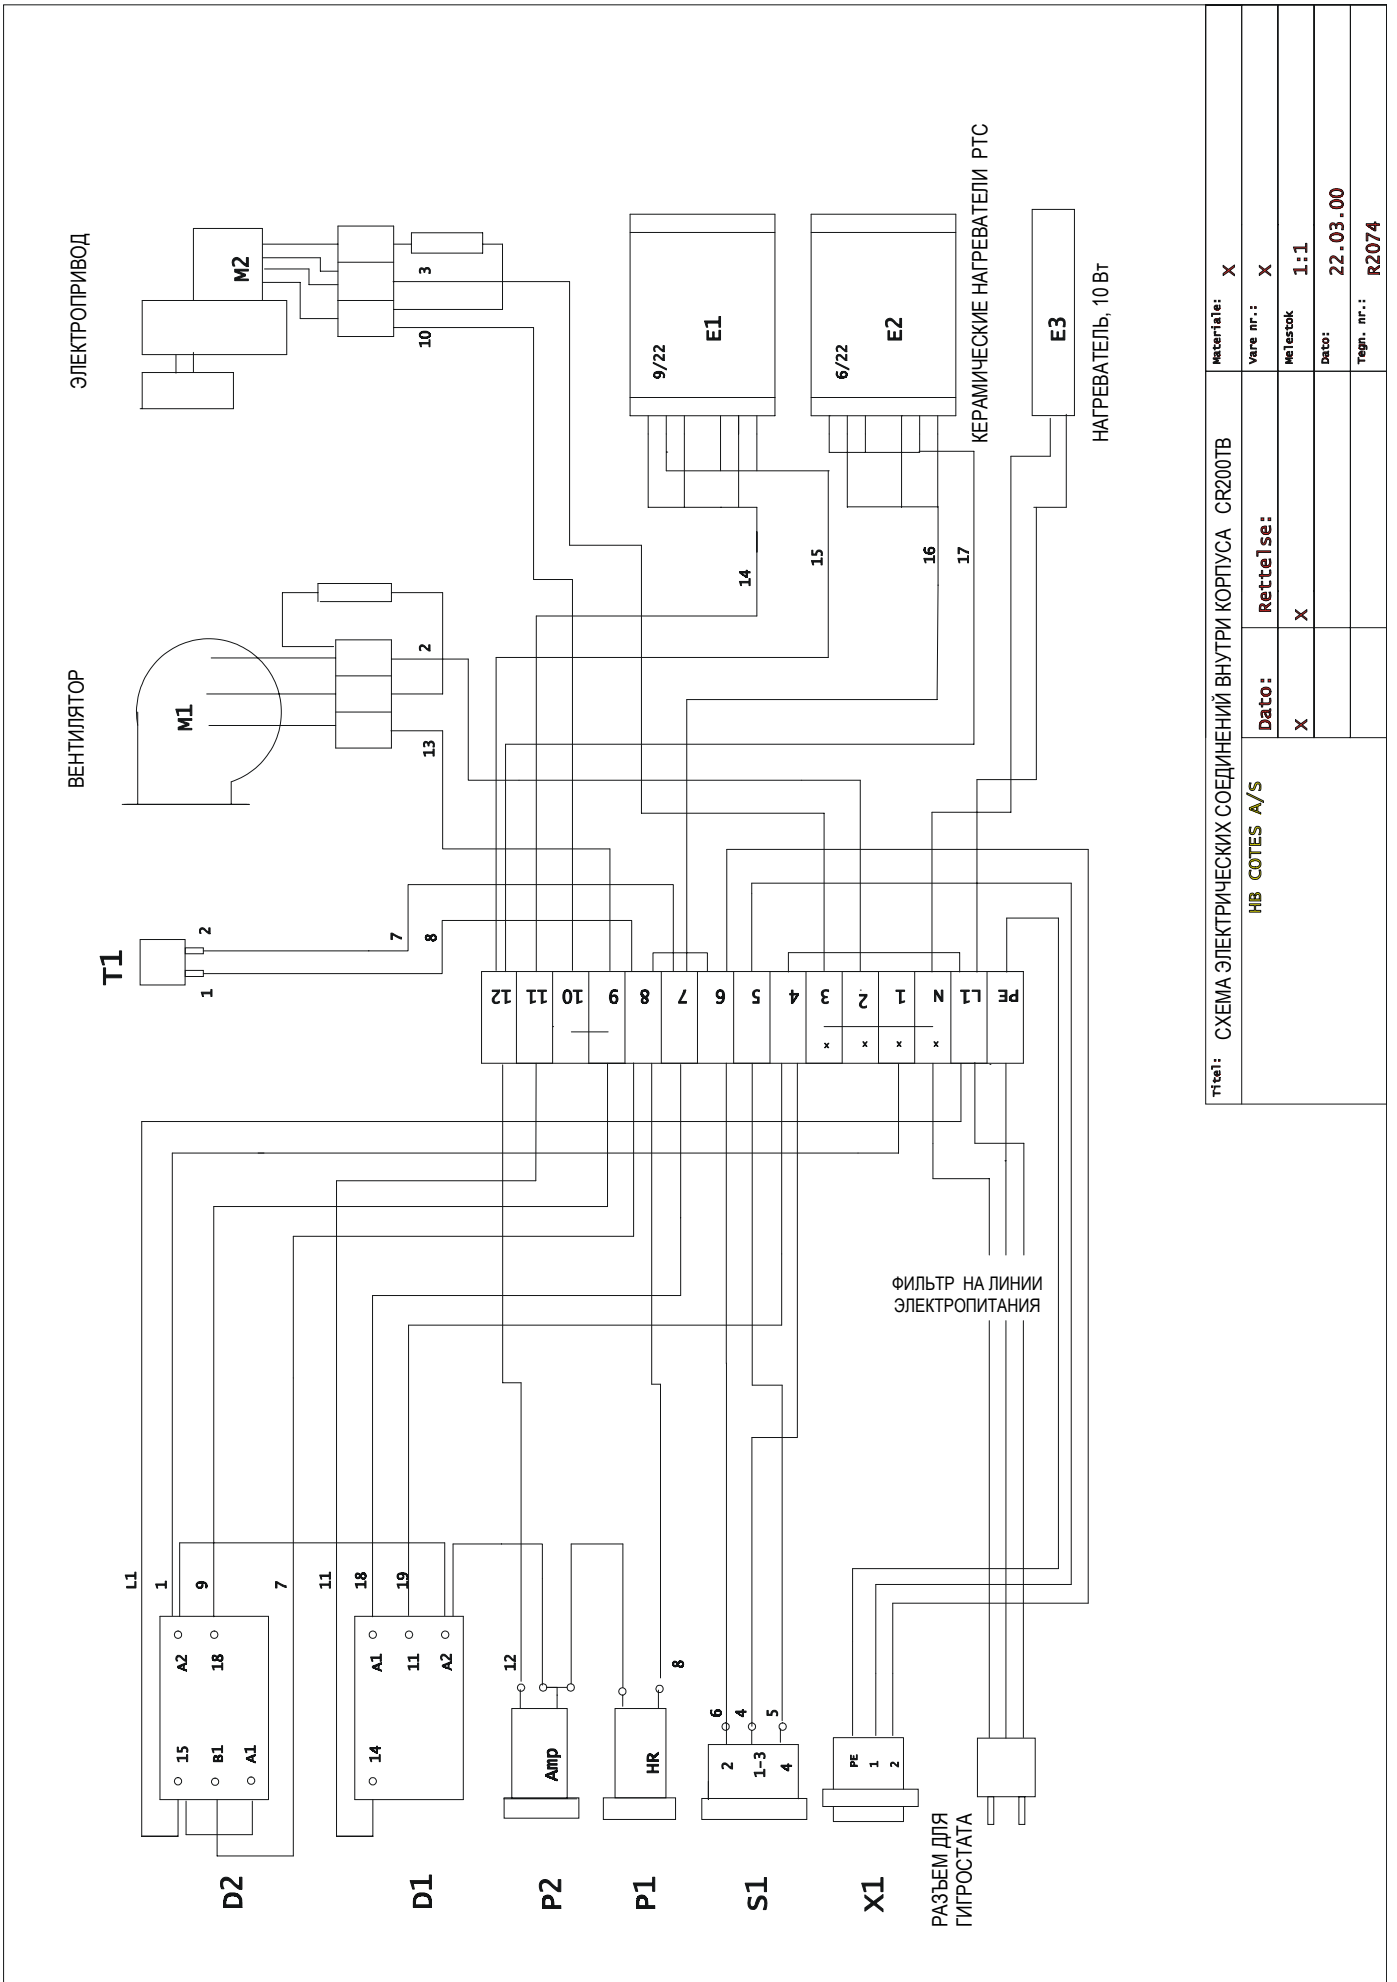 ЭЛЕКТРОПРИВОД
M2
3
10
ВЕНТИЛЯТОР
M1
2
13
T1
1
2
7
8
9/22
E1
14
15
6/22
E2
16
17
КЕРАМИЧЕСКИЕ НАГРЕВАТЕЛИ PTC
E3
НАГРЕВАТЕЛЬ, 10 Вт
12
11
10
9
8
7
6
5
4
3 x
2 x
1 x
N x
L1
PE
L1
1
9
7
A2
18
15
B1
A1
D2
11
18
19
A1
11
A2
14
D1
12
Amp
P2
8
HR
P1
6
4
5
2
1-3
4
S1
PE
1
2
X1
РАЗЪЕМ ДЛЯ
ГИГРОСТАТА
ФИЛЬТР НА ЛИНИИ
ЭЛЕКТРОПИТАНИЯ
Titel: СХЕМА ЭЛЕКТРИЧЕСКИХ СОЕДИНЕНИЙ ВНУТРИ КОРПУСА CR200TB
HB COTES A/S
Dato: Rettelse:
X X
Materiale: X
Vare nr.: X
Melestok 1:1
Dato: 22.03.00
Tegn. nr.: R2074